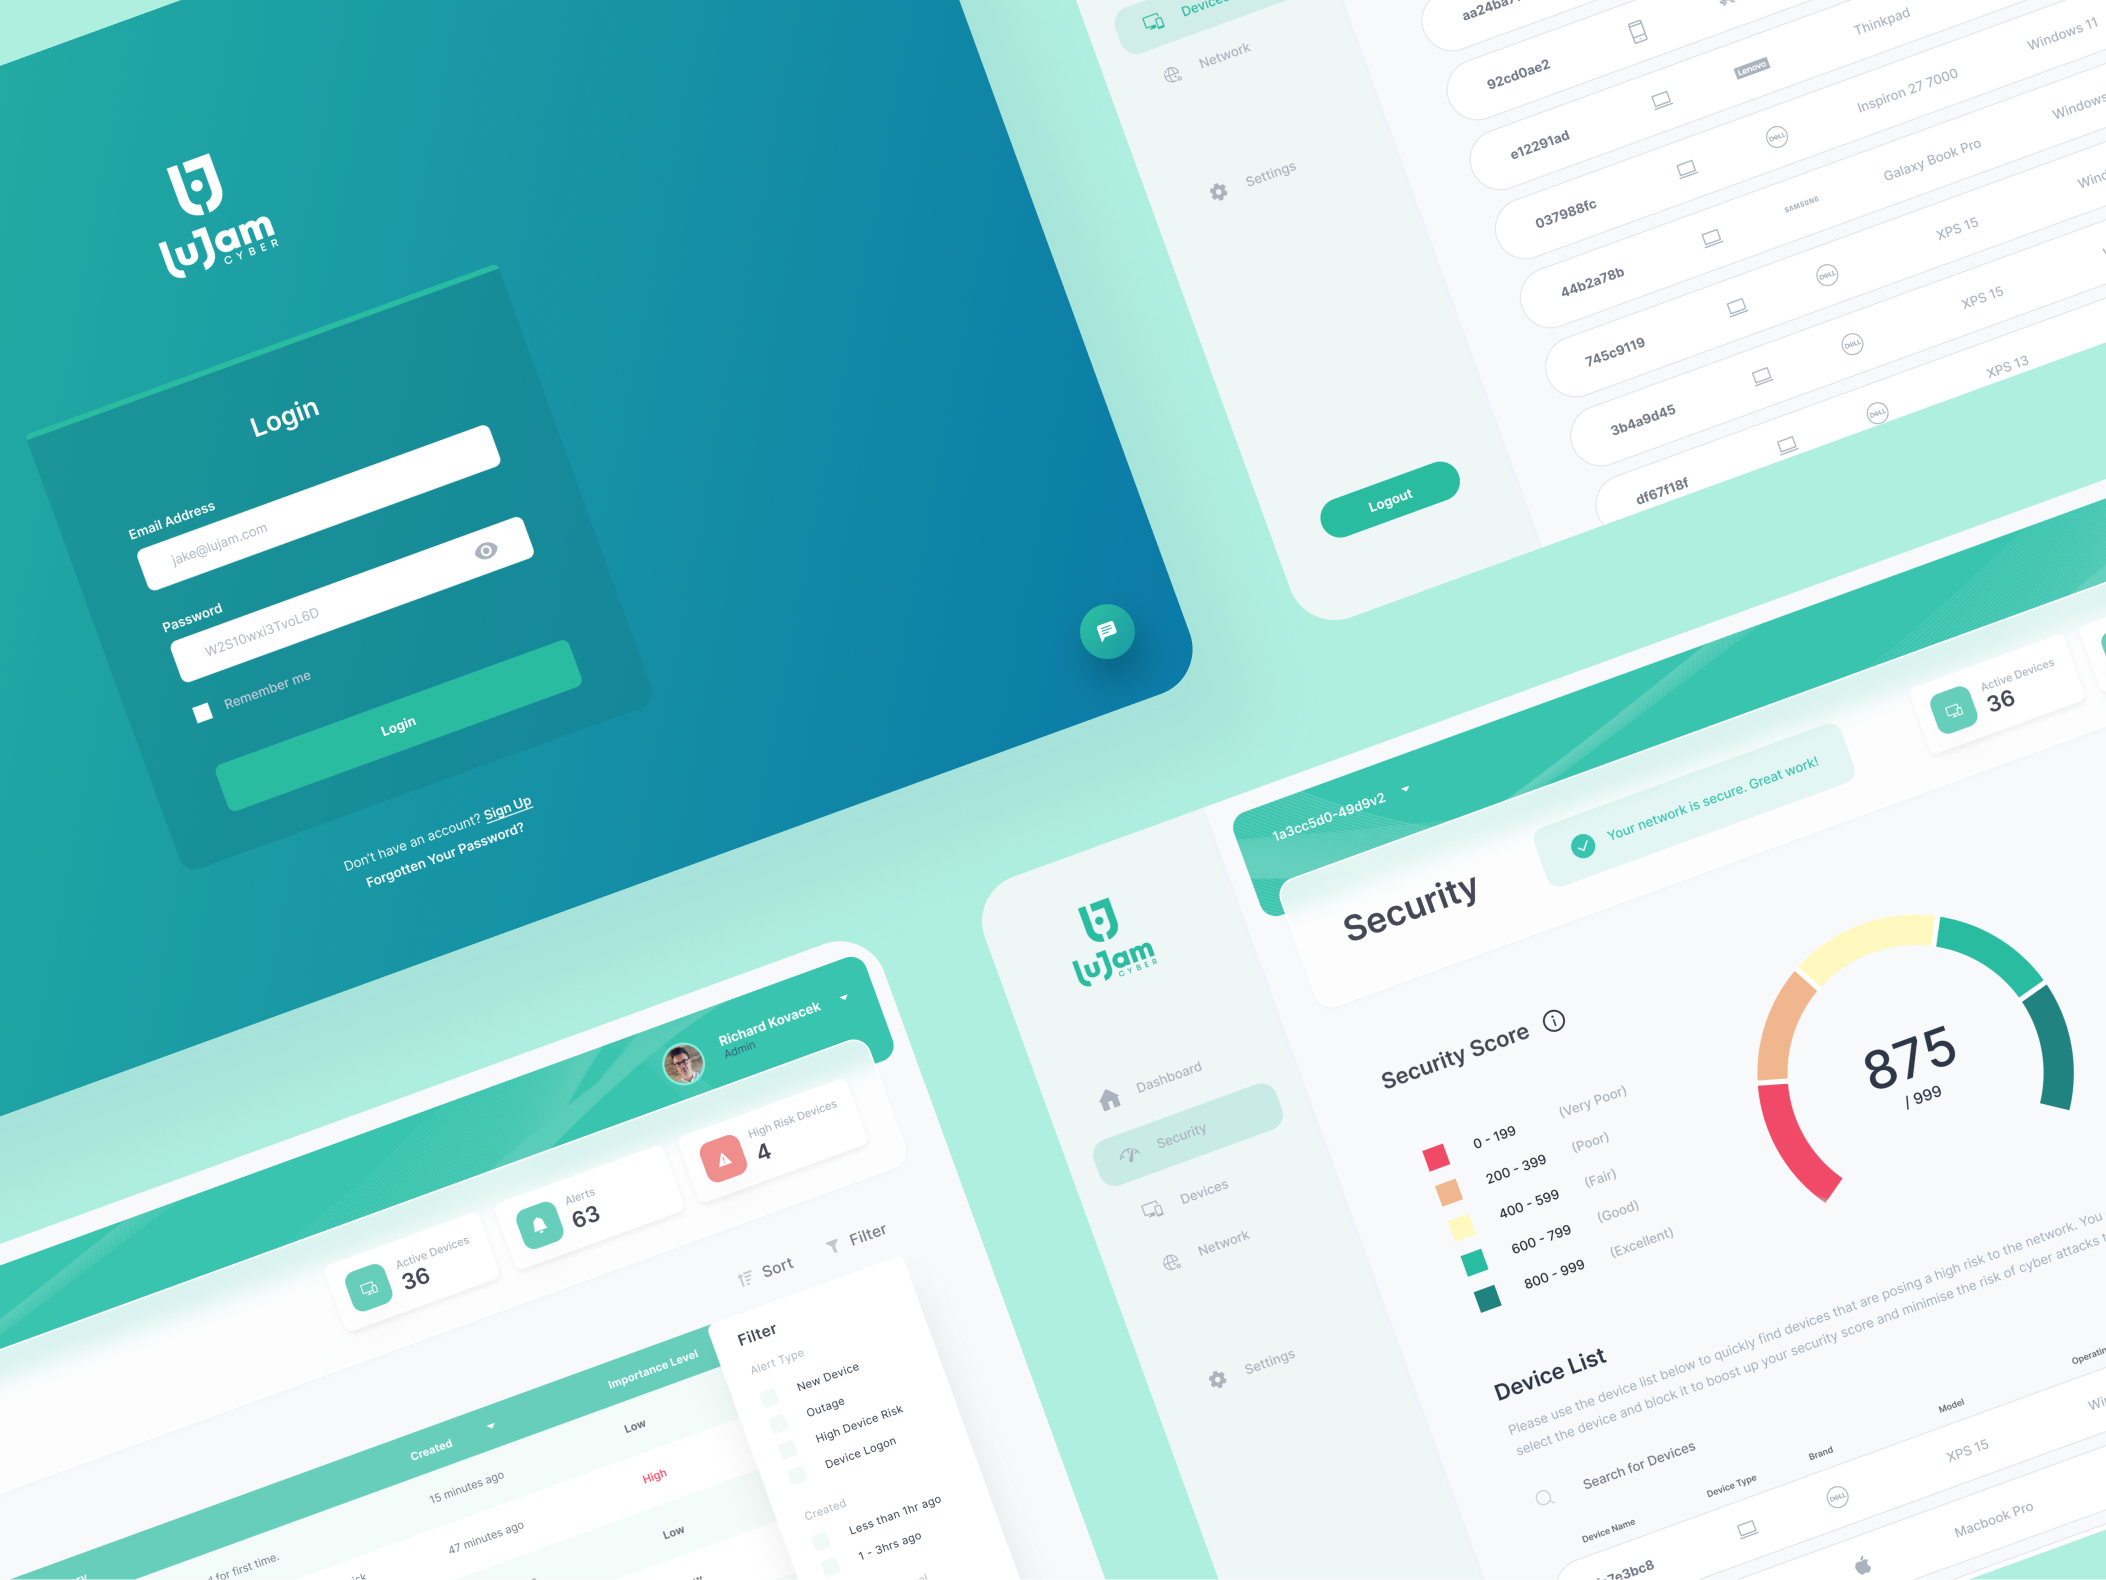 luJam
CYBER
Login
Email Address
jake@lujam.com
Password
W2S10wxi3TvoL6D
Remember me
Login
Don't have an account? Sign Up
Forgotten Your Password?
Devices
Network
Settings
Logout
92cd0ae2
Thinkpad
e12291ad
Lenovo
Inspiron 27 7000
Windows 11
037988fc
DELL
Galaxy Book Pro
Windows
44b2a78b
SAMSUNG
XPS 15
745c9119
DELL
XPS 15
3b4a9d45
DELL
XPS 13
df67f18f
DELL
Richard Kovacek
Admin
Active Devices
36
Alerts
63
High Risk Devices
4
Sort
Filter
Created
Importance Level
for first time.
15 minutes ago
Low
47 minutes ago
High
Low
Filter
Alert Type
New Device
Outage
High Device Risk
Device Logon
Created
Less than 1hr ago
1 - 3hrs ago
luJam
CYBER
Dashboard
Security
Devices
Network
Settings
1a3cc5d0-49d9v2
Security
Your network is secure. Great work!
Active Devices
36
Security Score
0 - 199 (Very Poor)
200 - 399 (Poor)
400 - 599 (Fair)
600 - 799 (Good)
800 - 999 (Excellent)
875
/ 999
Device List
Please use the device list below to quickly find devices that are posing a high risk to the network. You
select the device and block it to boost up your security score and minimise the risk of cyber attacks
Search for Devices
Device Name
Device Type
Brand
Model
DELL
XPS 15
Macbook Pro